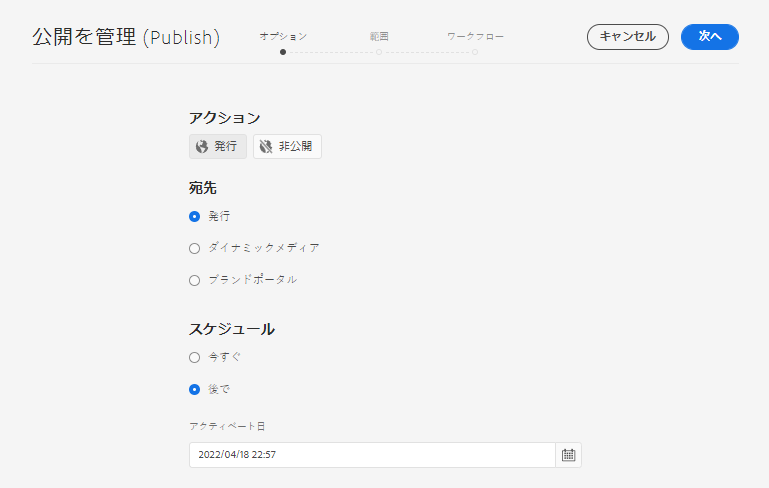 公開を管理 (Publish)
オプション
範囲
ワークフロー
キャンセル
次へ
アクション
発行
非公開
宛先
発行
ダイナミックメディア
ブランドポータル
スケジュール
今すぐ
後で
アクティベート日
2022/04/18 22:57